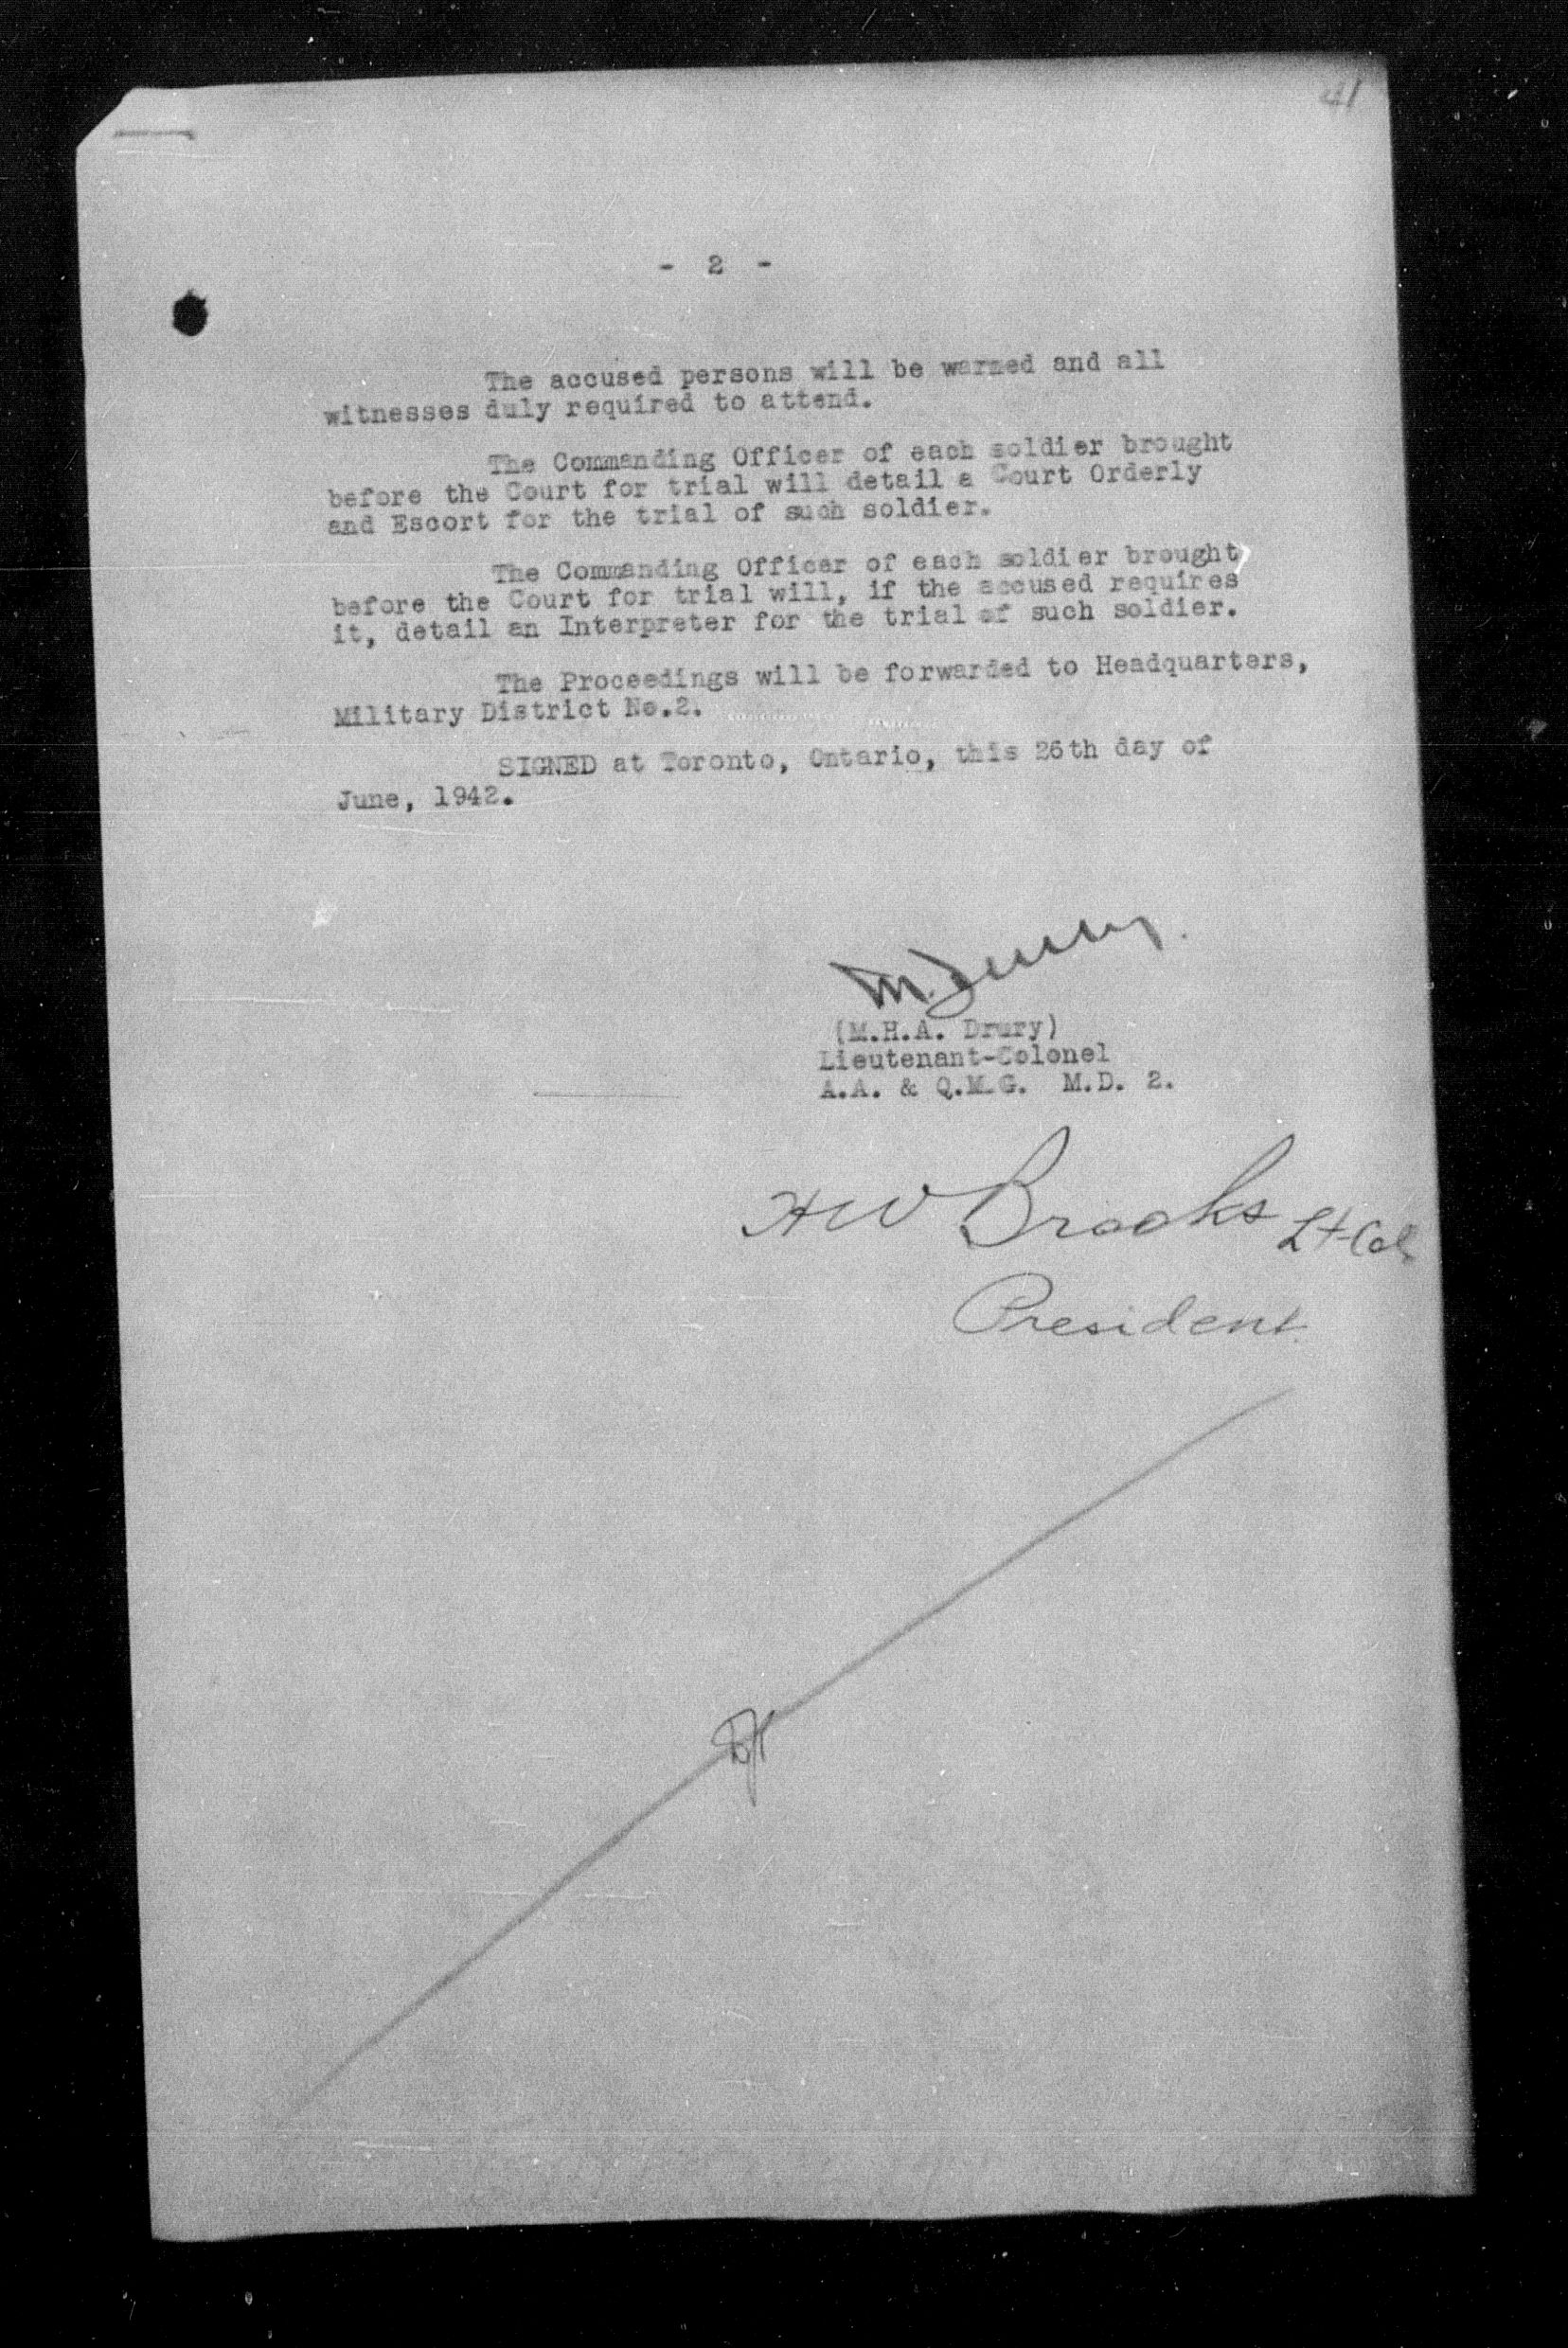 41
- 2 -
The accused persons will be warned and all
witnesses duly required to attend.
The Commanding Officer of each soldier brought
before the Court for trial will detail a Court Orderly
and Escort for the trial of such soldier.
The Commanding Officer of each soldier brought
before the Court for trial will, if the accused requires
it, detail an Interpreter for the trial of such soldier.
The Proceedings will be forwarded to Headquarters,
Military District No.2.
SIGNED at Toronto, Ontario, this 26th day of
June, 1942.
M. Drury.
(M.H.A. Drury)
Lieutenant-Colonel
A.A. & Q.M.G. M.D. 2.
HW Brooks Lt-Col
President